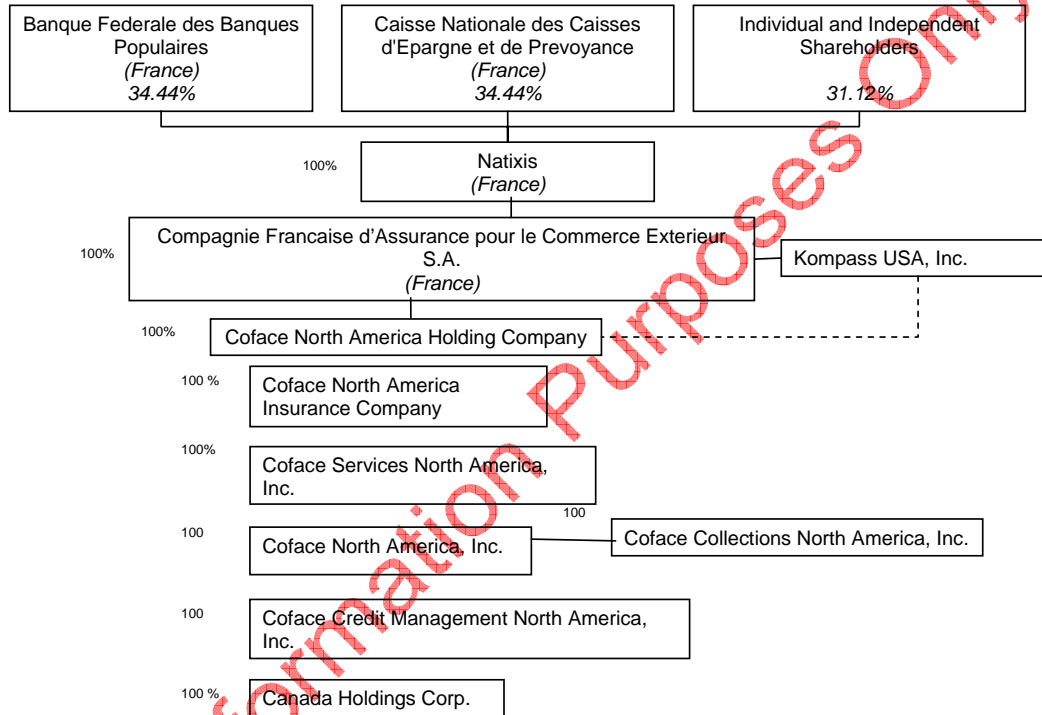 Banque Federale des Banques
Populaires
(France)
34.44%
Caisse Nationale des Caisses
d'Epargne et de Prevoyance
(France)
34.44%
Individual and Independent
Shareholders
31.12%
100%
Natixis
(France)
100%
Compagnie Francaise d’Assurance pour le Commerce Exterieur
S.A.
(France)
Kompass USA, Inc.
100%
Coface North America Holding Company
100 %
Coface North America
Insurance Company
100%
Coface Services North America,
Inc.
100
100
Coface North America, Inc.
Coface Collections North America, Inc.
100
Coface Credit Management North America,
Inc.
100 %
Canada Holdings Corp.
formation Purposes Only